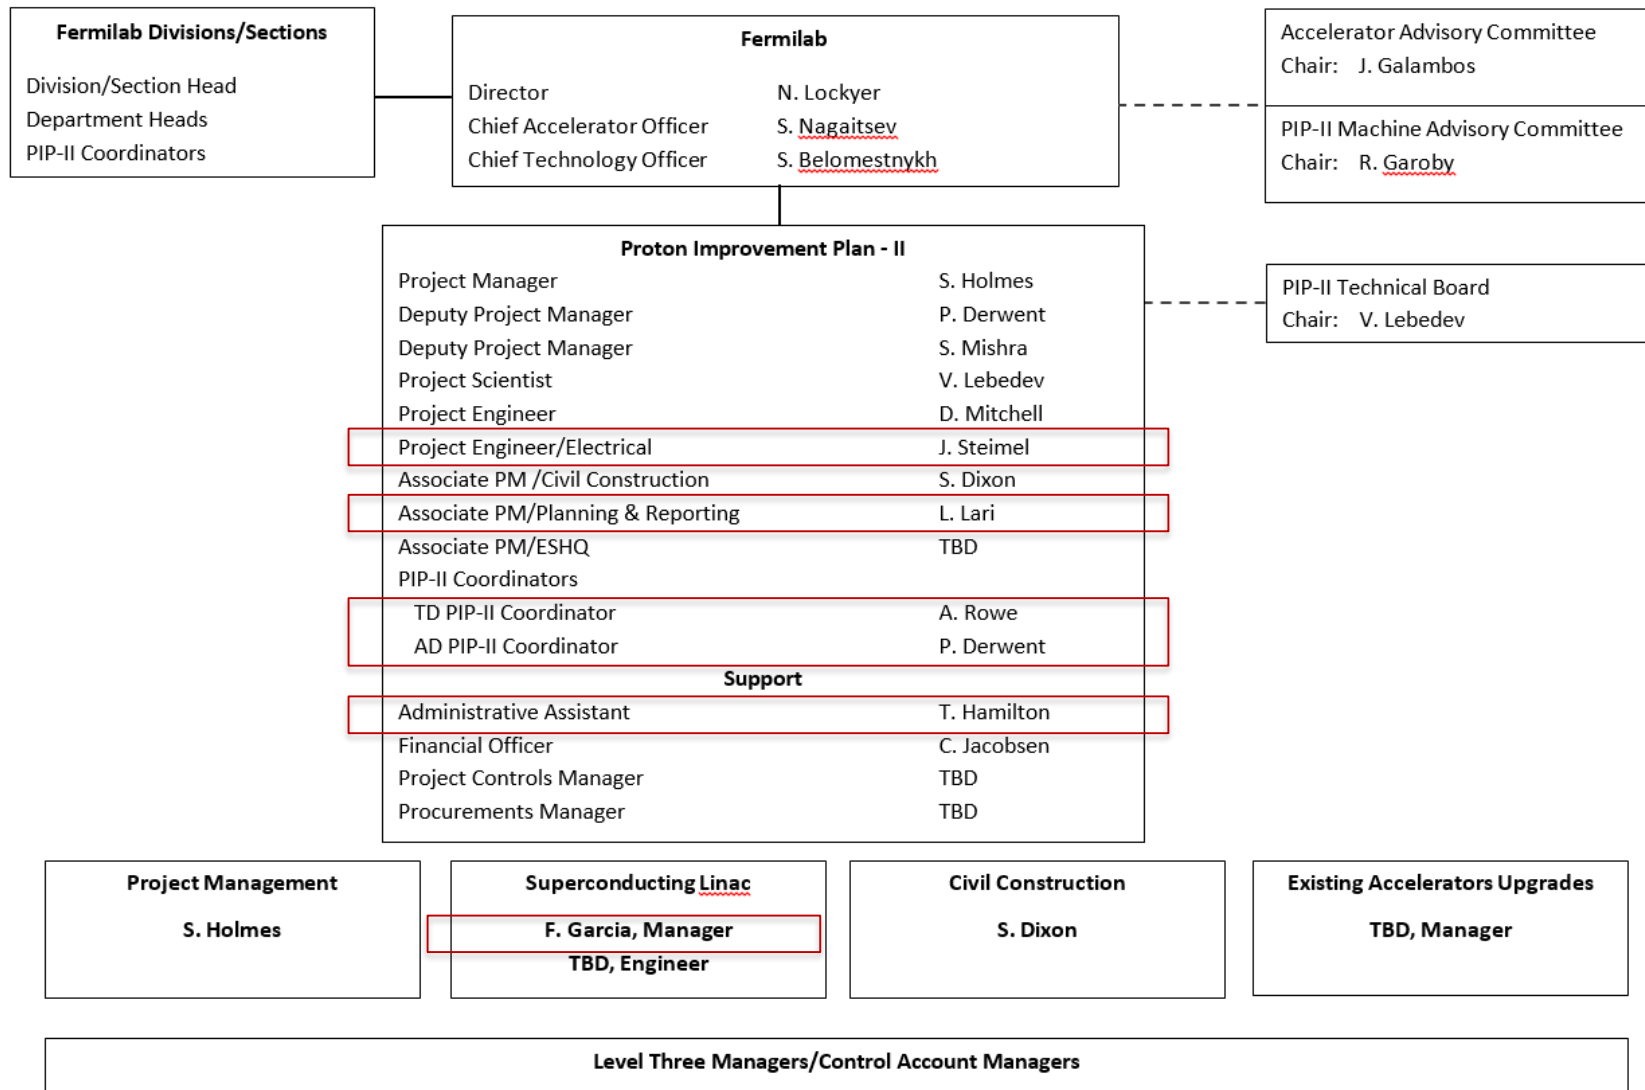 Fermilab Divisions/Sections
Division/Section Head
Department Heads
PIP-II Coordinators
Fermilab
Director N. Lockyer
Chief Accelerator Officer S. Nagaitsev
Chief Technology Officer S. Belomestnykh
Accelerator Advisory Committee
Chair: J. Galambos
PIP-II Machine Advisory Committee
Chair: R. Garoby
Proton Improvement Plan - II
Project Manager S. Holmes
Deputy Project Manager P. Derwent
Deputy Project Manager S. Mishra
Project Scientist V. Lebedev
Project Engineer D. Mitchell
Project Engineer/Electrical J. Steimel
Associate PM /Civil Construction S. Dixon
Associate PM/Planning & Reporting L. Lari
Associate PM/ESHQ TBD
PIP-II Coordinators
TD PIP-II Coordinator A. Rowe
AD PIP-II Coordinator P. Derwent
Support
Administrative Assistant T. Hamilton
Financial Officer C. Jacobsen
Project Controls Manager TBD
Procurements Manager TBD
PIP-II Technical Board
Chair: V. Lebedev
Project Management
S. Holmes
Superconducting Linac
F. Garcia, Manager
TBD, Engineer
Civil Construction
S. Dixon
Existing Accelerators Upgrades
TBD, Manager
Level Three Managers/Control Account Managers